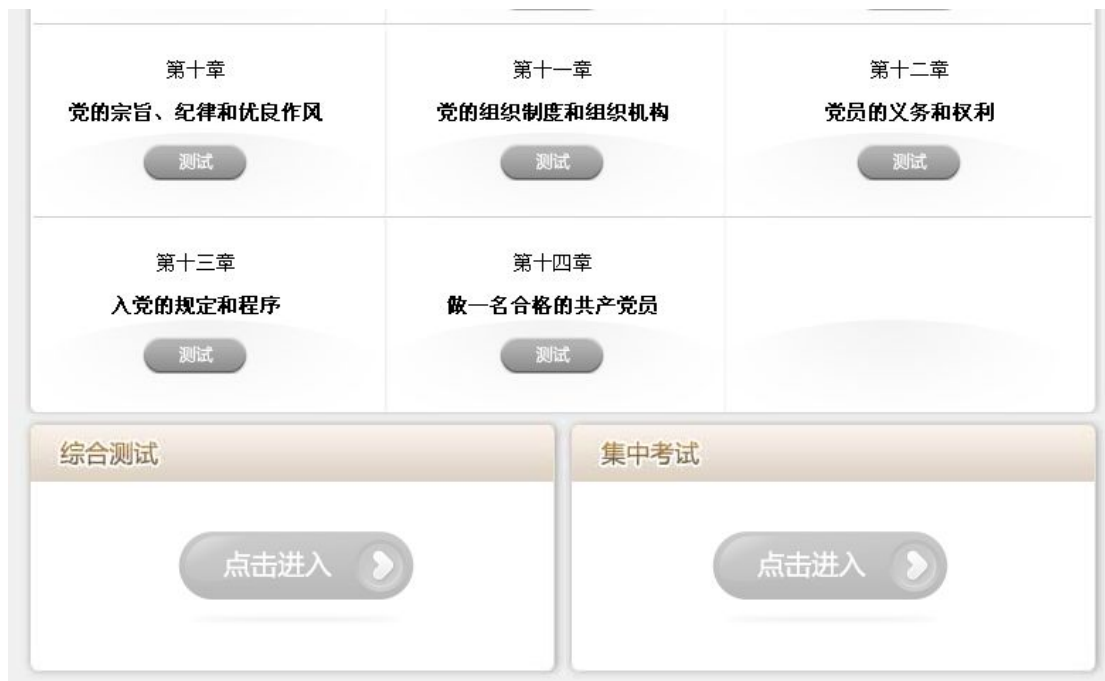 第十章
党的宗旨、纪律和优良作风
测试
第十一章
党的组织制度和组织机构
测试
第十二章
党员的义务和权利
测试
第十三章
入党的规定和程序
测试
第十四章
做一名合格的共产党员
测试
综合测试
点击进入
集中考试
点击进入